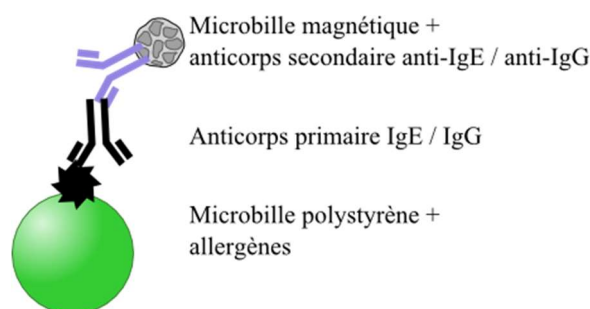 Microbille magnétique +
anticorps secondaire anti-IgE / anti-IgG
Anticorps primaire IgE / IgG
Microbille polystyrène +
allergènes